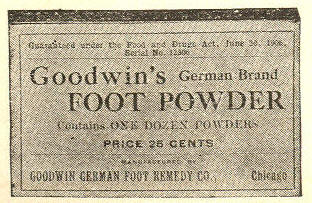 Guaranteed under the Food and Drugs Act, June 30, 1906.
Serial No. 12306
Goodwin's German Brand
FOOT POWDER
Contains ONE DOZEN POWDERS
PRICE 25 CENTS
MANUFACTURED BY
GOODWIN GERMAN FOOT REMEDY CO., Chicago